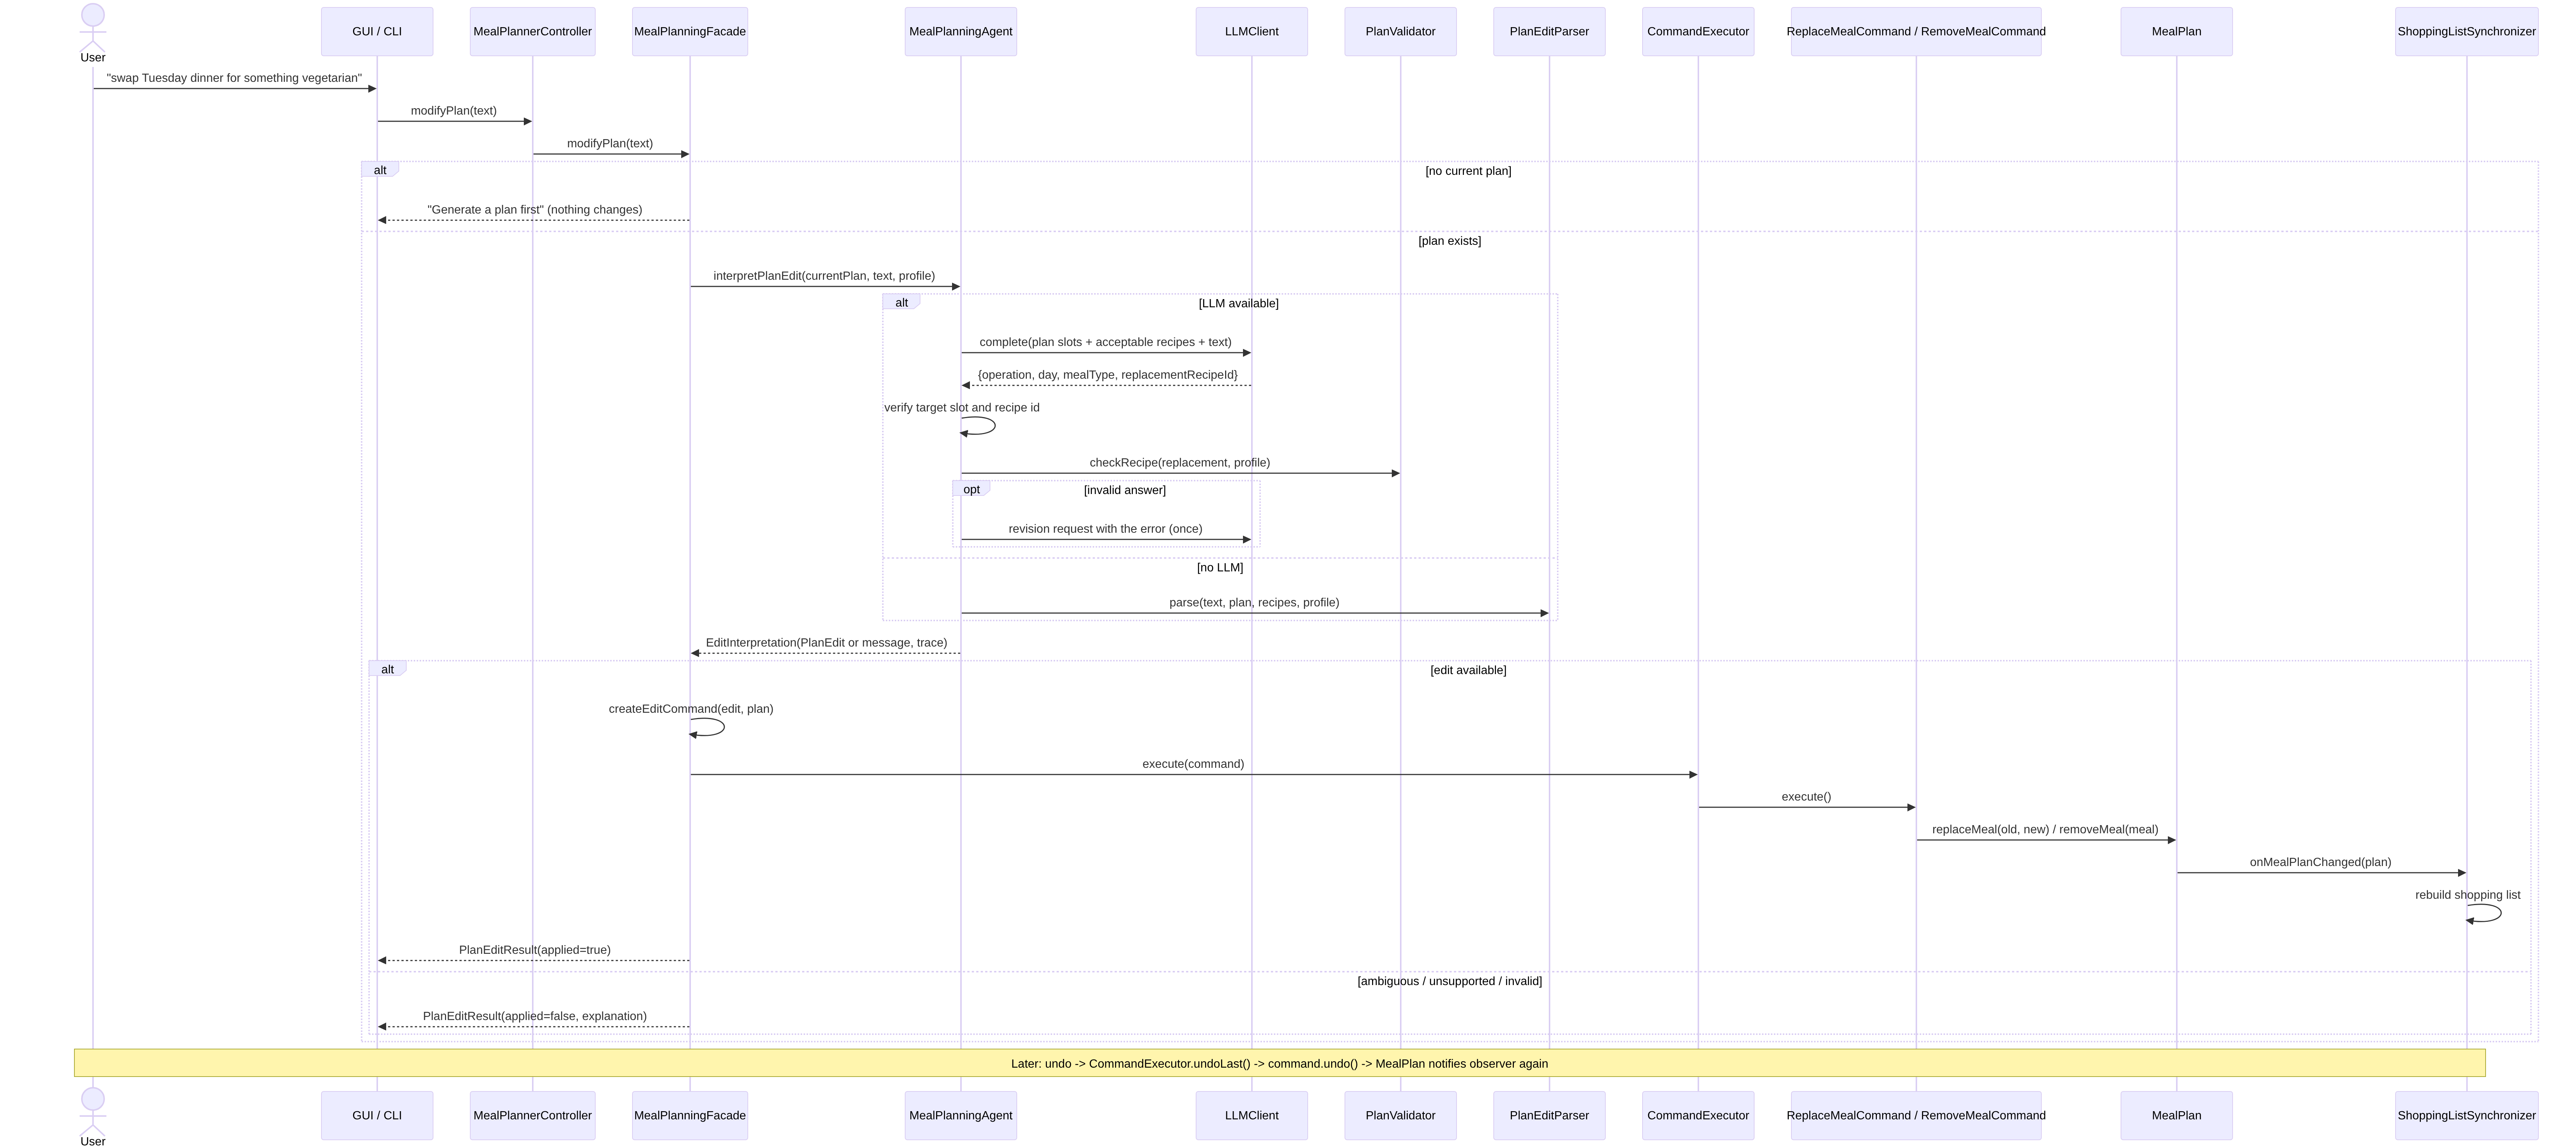 User
GUI / CLI
MealPlannerController
MealPlanningFacade
MealPlanningAgent
LLMClient
PlanValidator
PlanEditParser
CommandExecutor
ReplaceMealCommand / RemoveMealCommand
MealPlan
ShoppingListSynchronizer
"swap Tuesday dinner for something vegetarian"
modifyPlan(text)
modifyPlan(text)
alt
[no current plan]
"Generate a plan first" (nothing changes)
[plan exists]
interpretPlanEdit(currentPlan, text, profile)
alt
[LLM available]
complete(plan slots + acceptable recipes + text)
{operation, day, mealType, replacementRecipeId}
verify target slot and recipe id
checkRecipe(replacement, profile)
opt
[invalid answer]
revision request with the error (once)
[no LLM]
parse(text, plan, recipes, profile)
EditInterpretation(PlanEdit or message, trace)
alt
[edit available]
createEditCommand(edit, plan)
execute(command)
execute()
replaceMeal(old, new) / removeMeal(meal)
onMealPlanChanged(plan)
rebuild shopping list
PlanEditResult(applied=true)
[ambiguous / unsupported / invalid]
PlanEditResult(applied=false, explanation)
Later: undo -> CommandExecutor.undoLast() -> command.undo() -> MealPlan notifies observer again
User
GUI / CLI
MealPlannerController
MealPlanningFacade
MealPlanningAgent
LLMClient
PlanValidator
PlanEditParser
CommandExecutor
ReplaceMealCommand / RemoveMealCommand
MealPlan
ShoppingListSynchronizer